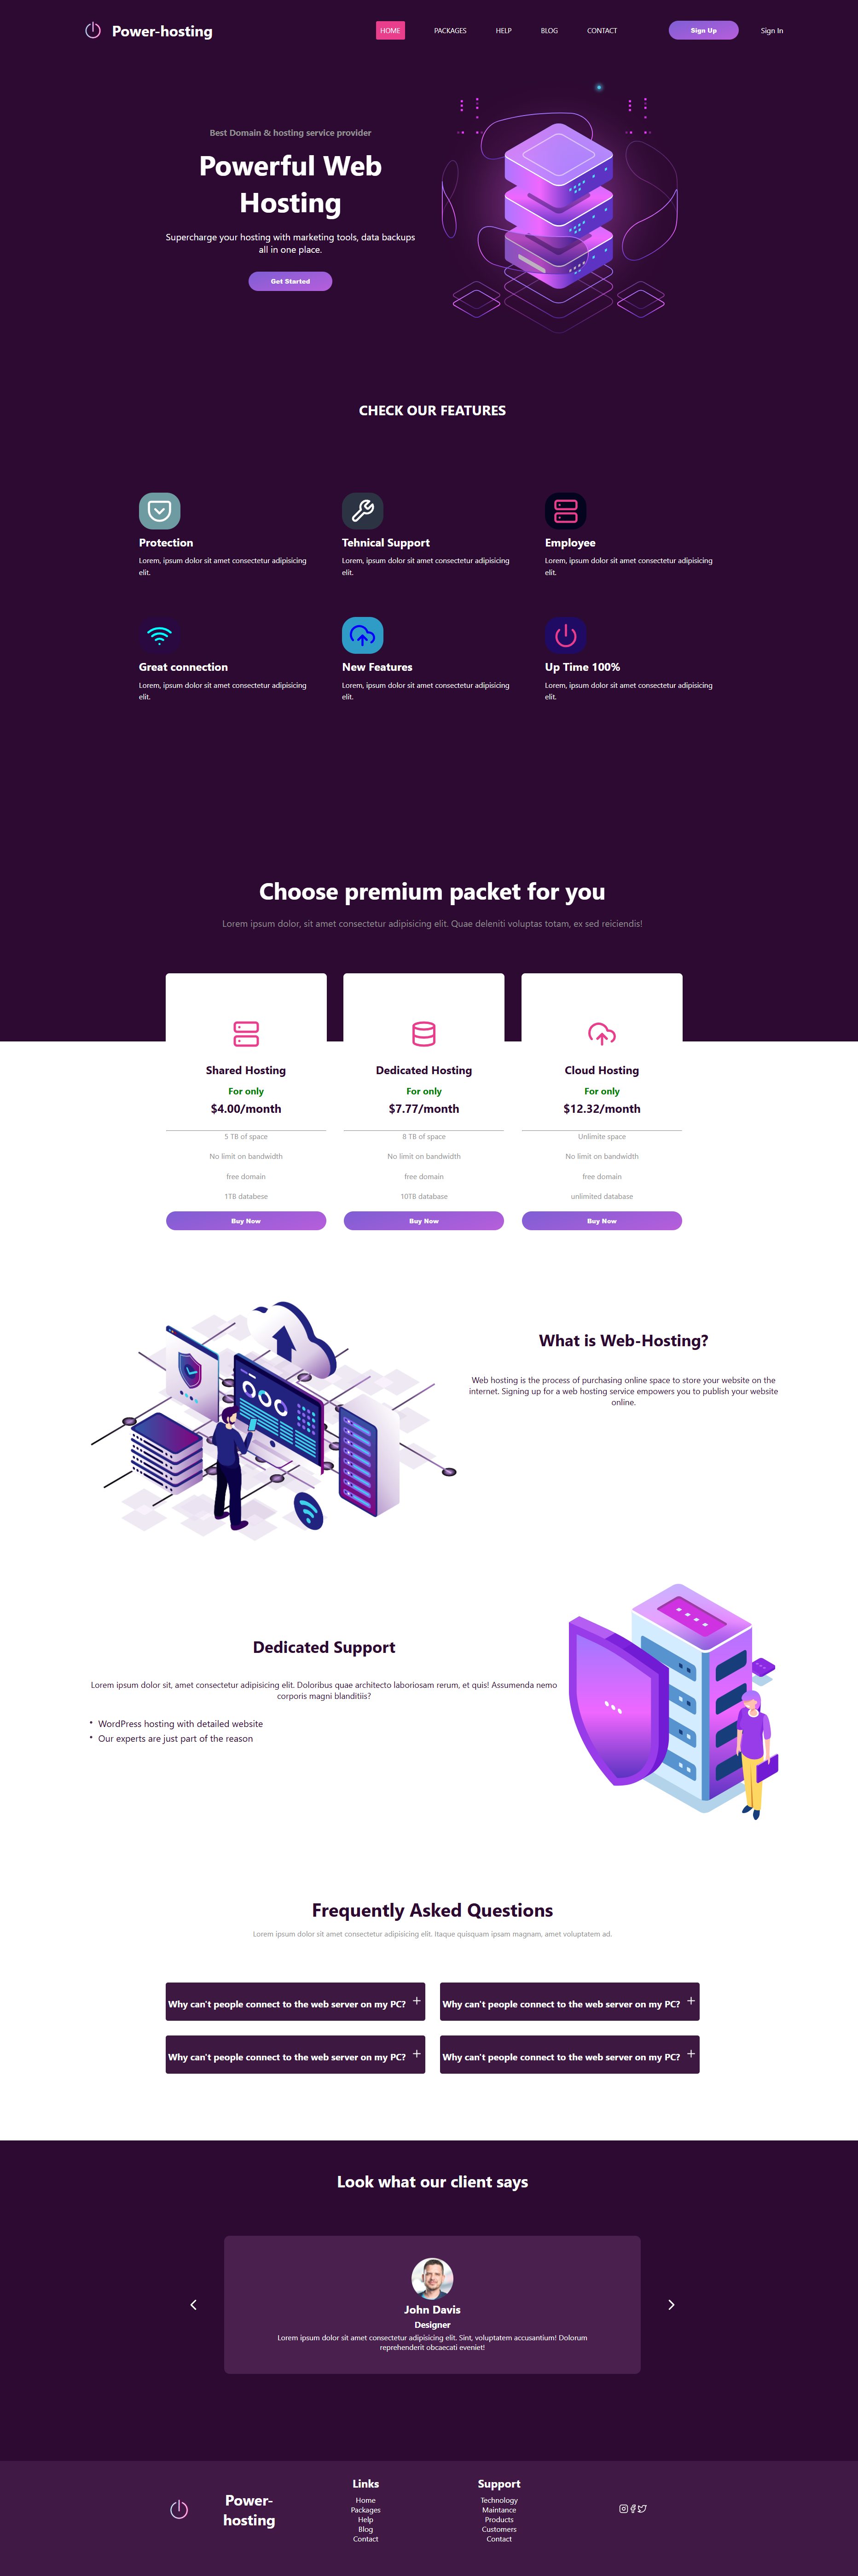 Power-hosting
HOME
PACKAGES
HELP
BLOG
CONTACT
Sign Up
Sign In
Best Domain & hosting service provider
Powerful Web
Hosting
Supercharge your hosting with marketing tools, data backups
all in one place.
Get Started
CHECK OUR FEATURES
Protection
Lorem, ipsum dolor sit amet consectetur adipisicing
elit.
Tehnical Support
Lorem, ipsum dolor sit amet consectetur adipisicing
elit.
Employee
Lorem, ipsum dolor sit amet consectetur adipisicing
elit.
Great connection
Lorem, ipsum dolor sit amet consectetur adipisicing
elit.
New Features
Lorem, ipsum dolor sit amet consectetur adipisicing
elit.
Up Time 100%
Lorem, ipsum dolor sit amet consectetur adipisicing
elit.
Choose premium packet for you
Lorem ipsum dolor, sit amet consectetur adipisicing elit. Quae deleniti voluptas totam, ex sed reiciendis!
Shared Hosting
For only
$4.00/month
5 TB of space
No limit on bandwidth
free domain
1TB databese
Buy Now
Dedicated Hosting
For only
$7.77/month
8 TB of space
No limit on bandwidth
free domain
10TB database
Buy Now
Cloud Hosting
For only
$12.32/month
Unlimite space
No limit on bandwidth
free domain
unlimited database
Buy Now
What is Web-Hosting?
Web hosting is the process of purchasing online space to store your website on the
internet. Signing up for a web hosting service empowers you to publish your website
online.
Dedicated Support
Lorem ipsum dolor sit, amet consectetur adipisicing elit. Doloribus quae architecto laboriosam rerum, et quis! Assumenda nemo
corporis magni blanditiis?
• WordPress hosting with detailed website
• Our experts are just part of the reason
Frequently Asked Questions
Lorem ipsum dolor sit amet consectetur adipisicing elit. Itaque quisquam ipsam magnam, amet voluptatem ad.
Why can't people connect to the web server on my PC?
Why can't people connect to the web server on my PC?
Why can't people connect to the web server on my PC?
Why can't people connect to the web server on my PC?
Look what our client says
John Davis
Designer
Lorem ipsum dolor sit amet consectetur adipisicing elit. Sint, voluptatem accusantium! Dolorum
reprehenderit obcaecati eveniet!
Power-
hosting
Links
Home
Packages
Help
Blog
Contact
Support
Technology
Maintance
Products
Customers
Contact